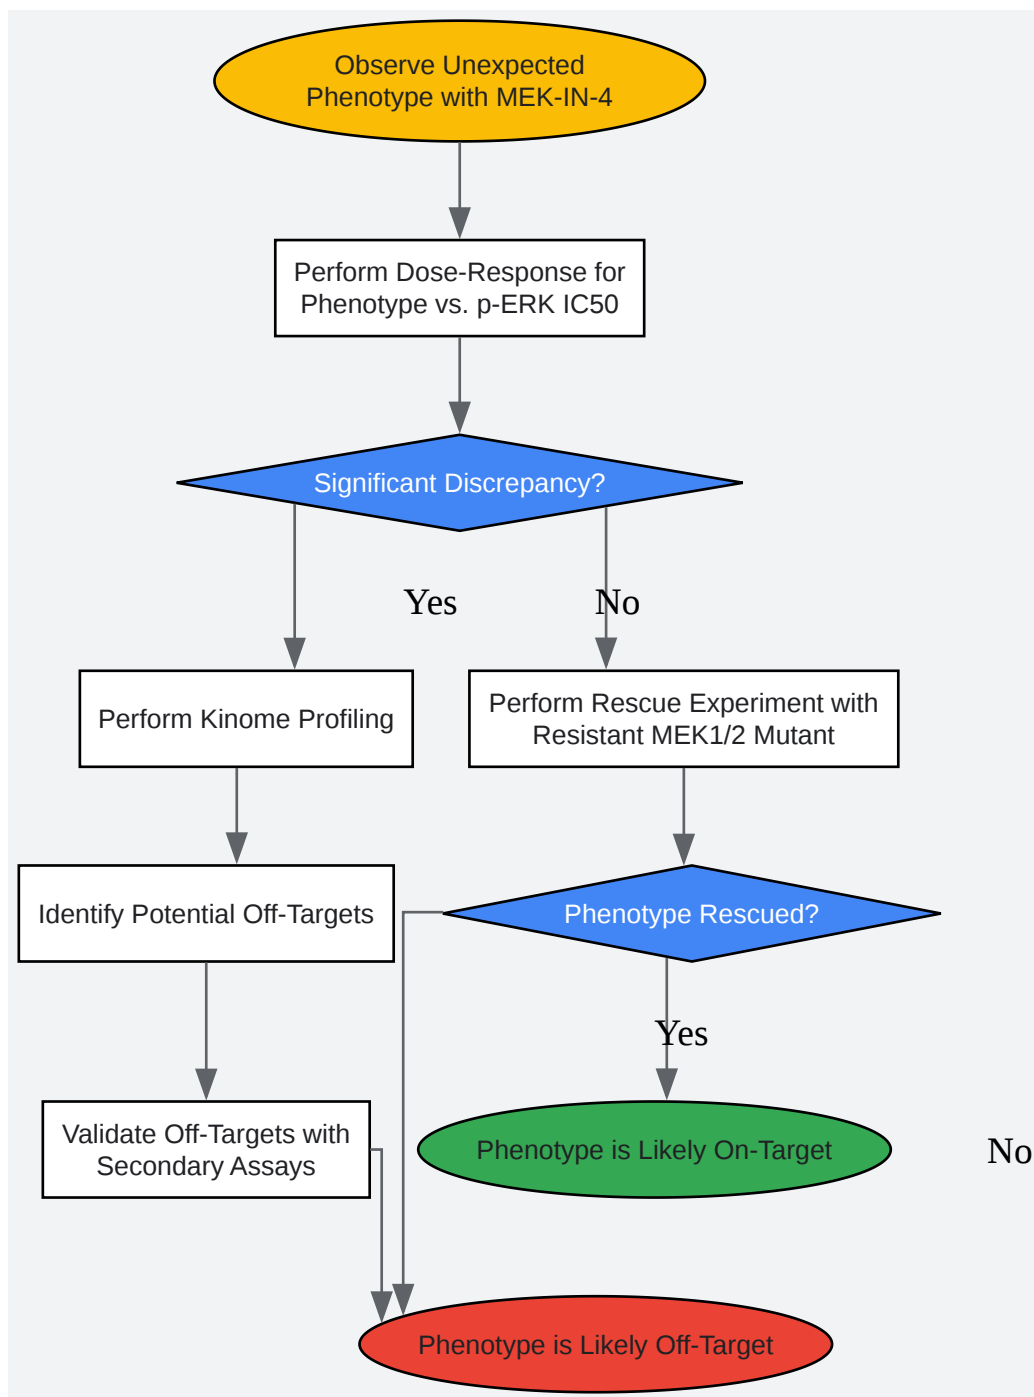 Observe Unexpected
Phenotype with MEK-IN-4
Perform Dose-Response for
Phenotype vs. p-ERK IC50
Significant Discrepancy?
Yes
No
Perform Kinome Profiling
Perform Rescue Experiment with
Resistant MEK1/2 Mutant
Identify Potential Off-Targets
Phenotype Rescued?
Yes
Validate Off-Targets with
Secondary Assays
Phenotype is Likely On-Target
No
Phenotype is Likely Off-Target